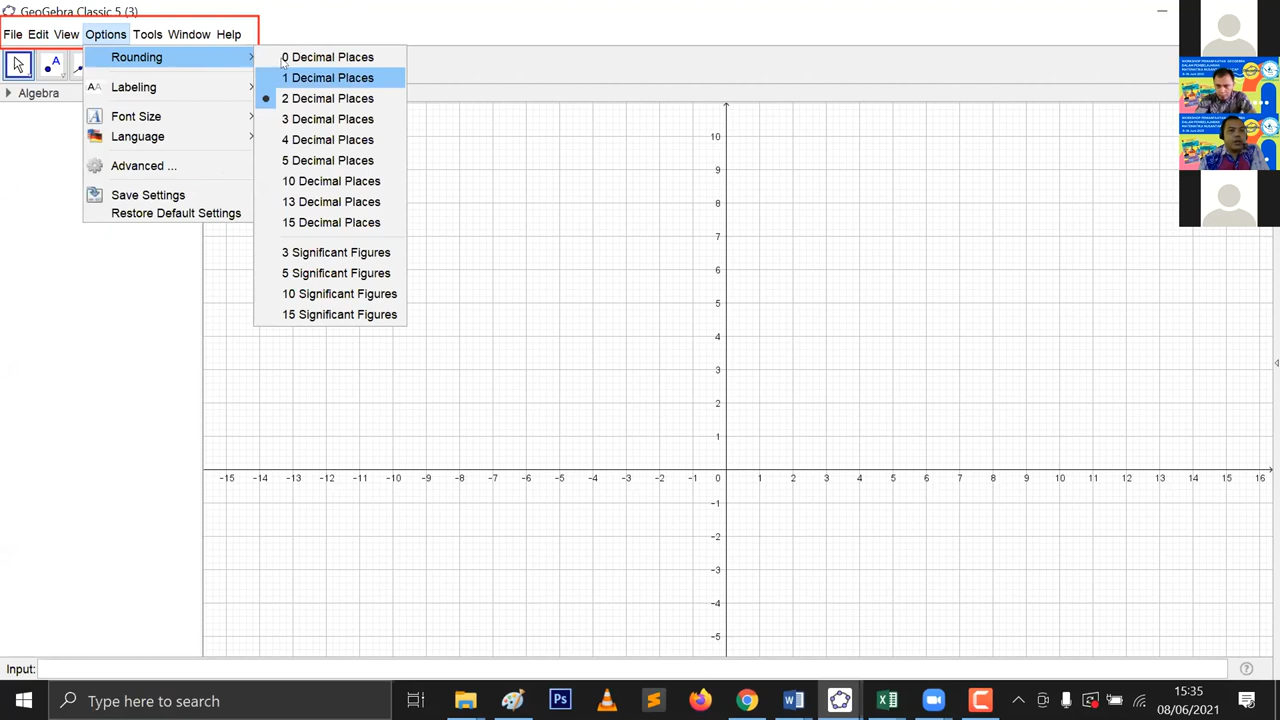 GeoGebra Classic 5 (3)
File Edit View Options Tools Window Help
Rounding
Labeling
Font Size
Language
Advanced ...
Save Settings
Restore Default Settings
0 Decimal Places
1 Decimal Places
2 Decimal Places
3 Decimal Places
4 Decimal Places
5 Decimal Places
10 Decimal Places
13 Decimal Places
15 Decimal Places
3 Significant Figures
5 Significant Figures
10 Significant Figures
15 Significant Figures
A
AA
A
Algebra
10
9
8
7
6
5
4
3
2
1
-15 -14 -13 -12 -11 -10 -9 -8 -7 -6 -5 -4 -3 -2 -1 0 1 2 3 4 5 6 7 8 9 10 11 12 13 14 15 16
-1
-2
-3
-4
-5
Input:
Type here to search
Ps
15:35
08/06/2021